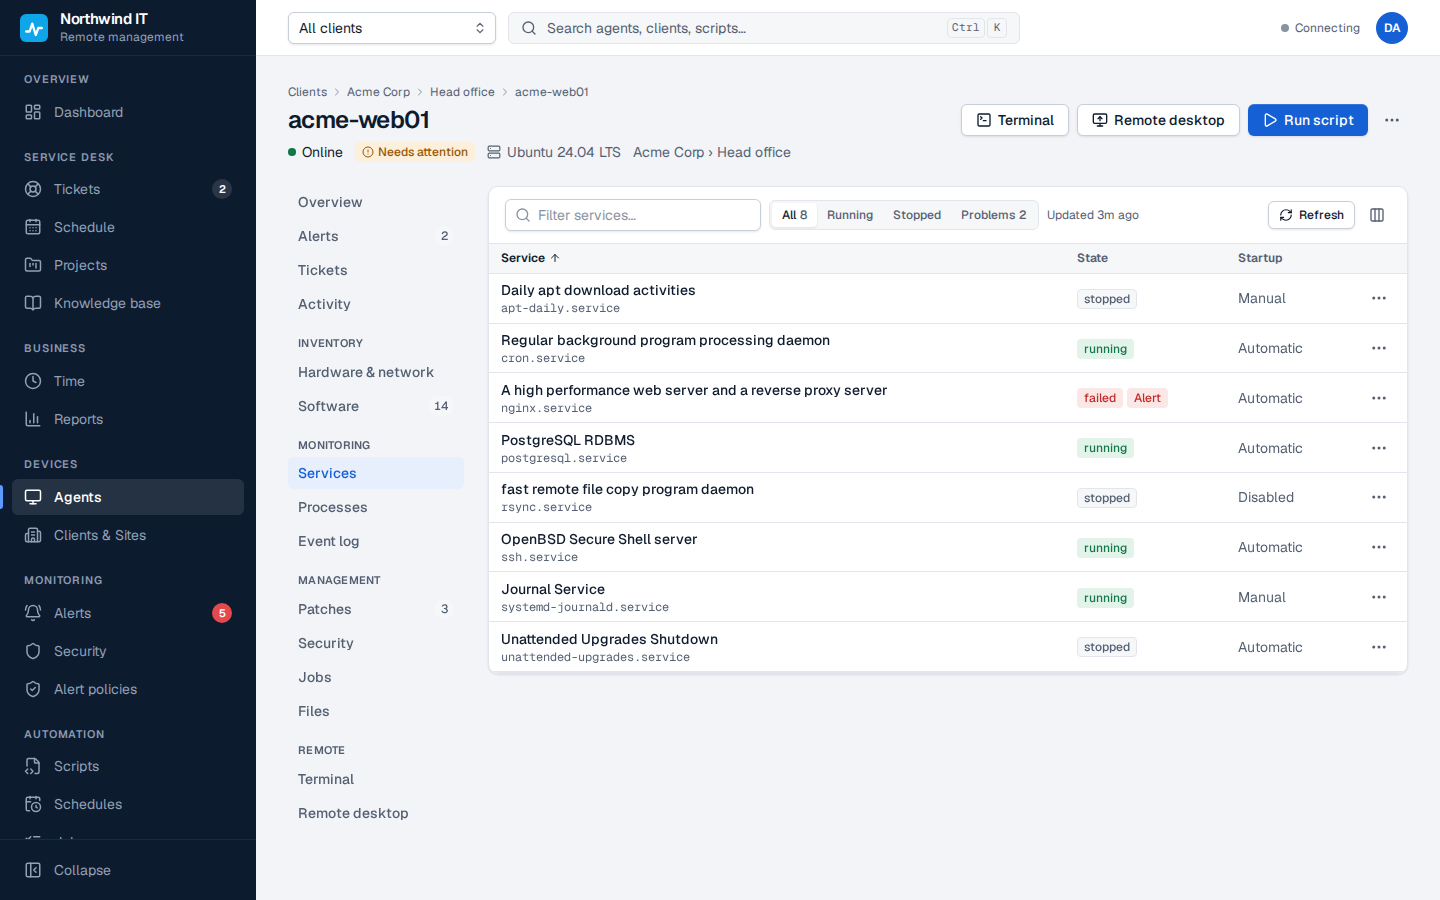 Northwind IT
Remote management
OVERVIEW
Dashboard
SERVICE DESK
Tickets 2
Schedule
Projects
Knowledge base
BUSINESS
Time
Reports
DEVICES
Agents
Clients & Sites
MONITORING
Alerts 5
Security
Alert policies
AUTOMATION
Scripts
Schedules
Collapse
All clients
Search agents, clients, scripts... Ctrl K
Connecting
DA
Clients > Acme Corp > Head office > acme-web01
acme-web01
Terminal
Remote desktop
Run script
Online Needs attention Ubuntu 24.04 LTS Acme Corp › Head office
Overview
Alerts 2
Tickets
Activity
INVENTORY
Hardware & network
Software 14
MONITORING
Services
Processes
Event log
MANAGEMENT
Patches 3
Security
Jobs
Files
REMOTE
Terminal
Remote desktop
Filter services...
All 8 Running Stopped Problems 2 Updated 3m ago
Refresh
Service ↑ State Startup
Daily apt download activities
apt-daily.service
stopped Manual
Regular background program processing daemon
cron.service
running Automatic
A high performance web server and a reverse proxy server
nginx.service
failed Alert Automatic
PostgreSQL RDBMS
postgresql.service
running Automatic
fast remote file copy program daemon
rsync.service
stopped Disabled
OpenBSD Secure Shell server
ssh.service
running Automatic
Journal Service
systemd-journald.service
running Manual
Unattended Upgrades Shutdown
unattended-upgrades.service
stopped Automatic